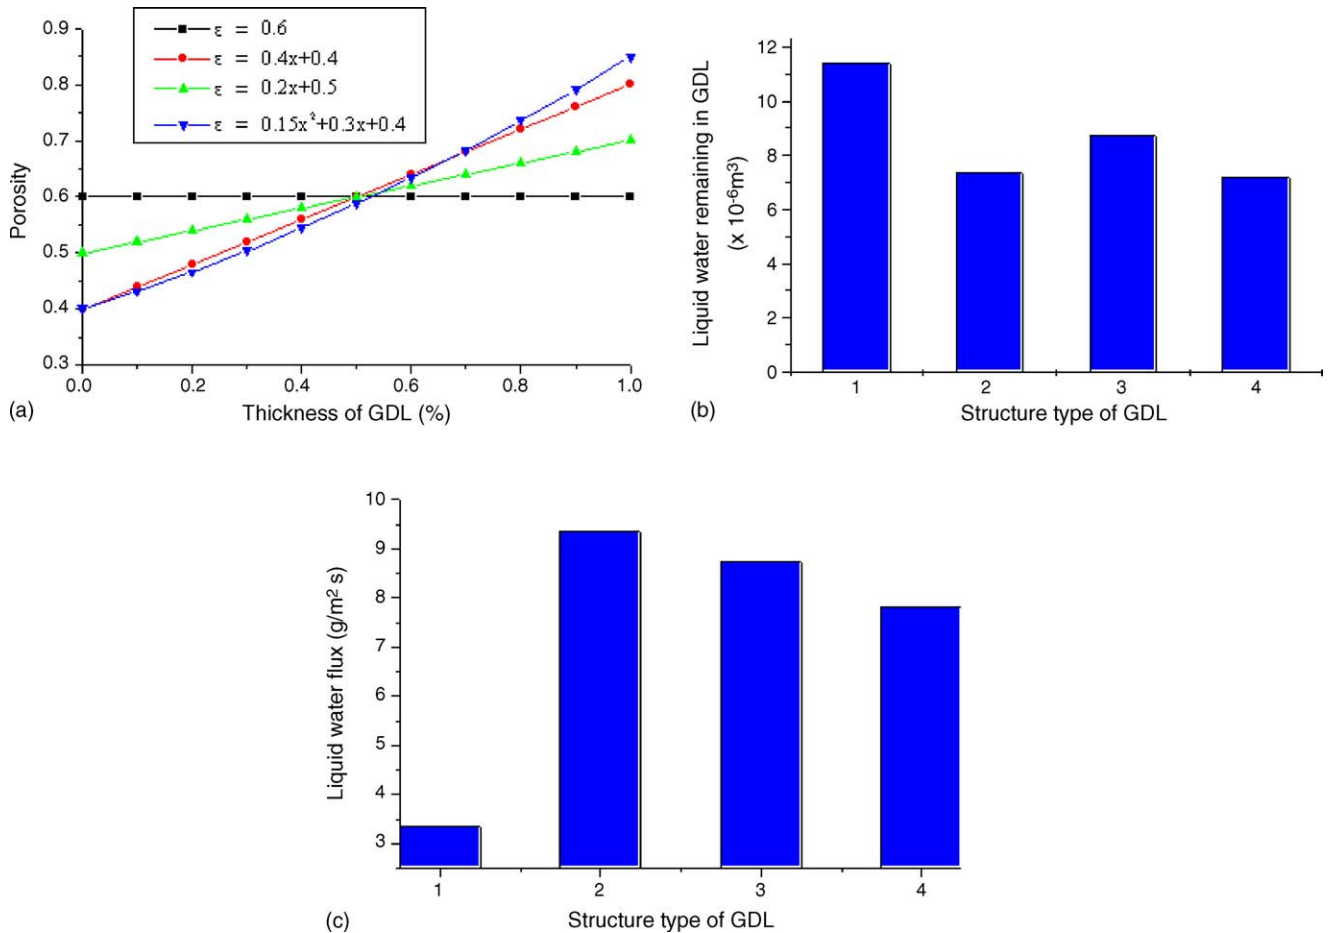 0.9
0.8
0.7
0.6
0.5
0.4
0.3
Porosity
ε = 0.6
ε = 0.4x+0.4
ε = 0.2x+0.5
ε = 0.15x²+0.3x+0.4
0.0 0.2 0.4 0.6 0.8 1.0
(a) Thickness of GDL (%)
12
10
8
6
4
2
0
Liquid water remaining in GDL
(x 10⁻⁶m³)
1 2 3 4
(b) Structure type of GDL
10
9
8
7
6
5
4
3
Liquid water flux (g/m² s)
1 2 3 4
(c) Structure type of GDL